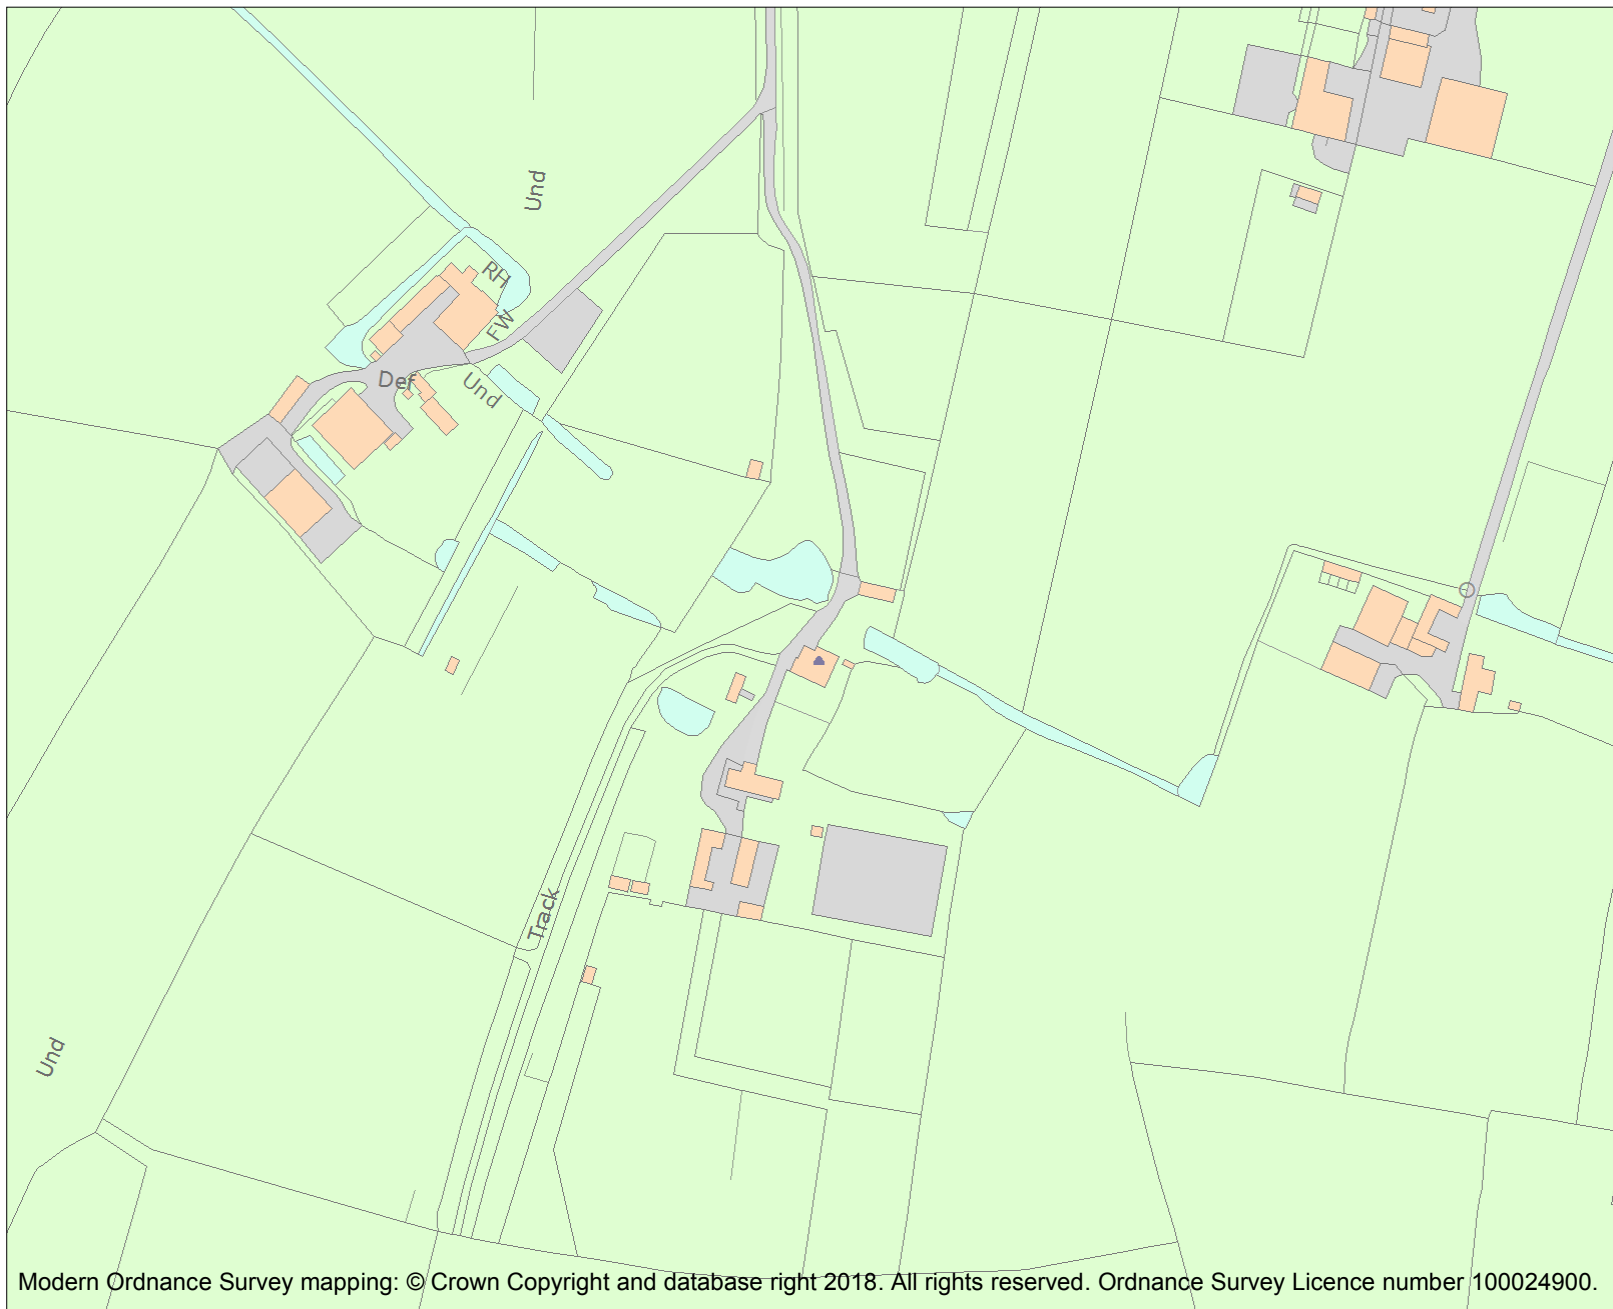 Und
RH
FW
Def
Und
Track
Und
Modern Ordnance Survey mapping: © Crown Copyright and database right 2018. All rights reserved. Ordnance Survey Licence number 100024900.